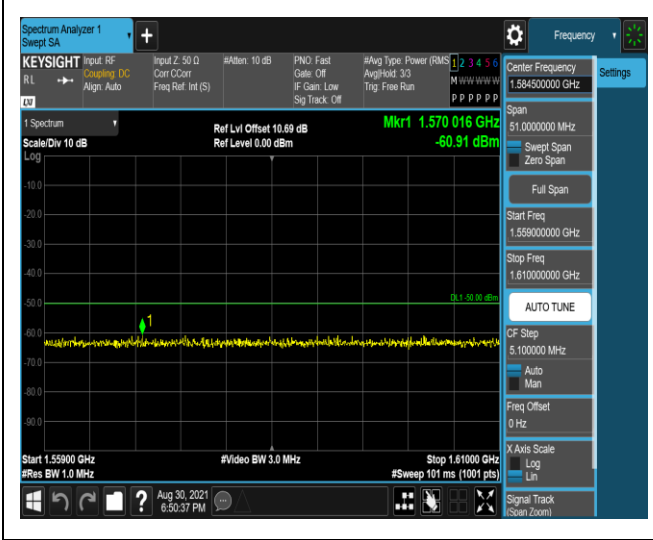 Spectrum Analyzer 1
Swept SA
+
Frequency
KEYSIGHT
RL
LXI
Input: RF
Coupling: DC
Align: Auto
Input Z: 50 Ω
Corr CCorr
Freq Ref: Int (S)
#Atten: 10 dB
PNO: Fast
Gate: Off
IF Gain: Low
Sig Track: Off
#Avg Type: Power (RMS
Avg|Hold: 3/3
Trig: Free Run
1 2 3 4 5 6
M W W W W W
P P P P P P
Center Frequency
1.584500000 GHz
Settings
Span
51.0000000 MHz
Swept Span
Zero Span
Full Span
Start Freq
1.559000000 GHz
Stop Freq
1.610000000 GHz
AUTO TUNE
CF Step
5.100000 MHz
Auto
Man
Freq Offset
0 Hz
X Axis Scale
Log
Lin
Signal Track
(Span Zoom)
1 Spectrum
Scale/Div 10 dB
Log
Ref Lvl Offset 10.69 dB
Ref Level 0.00 dBm
Mkr1 1.570 016 GHz
-60.91 dBm
-10.0
-20.0
-30.0
-40.0
-50.0
DL1 -50.00 dBm
1
-60.0
-70.0
-80.0
-90.0
Start 1.55900 GHz
#Video BW 3.0 MHz
Stop 1.61000 GHz
#Res BW 1.0 MHz
#Sweep 101 ms (1001 pts)
?
Aug 30, 2021
6:50:37 PM